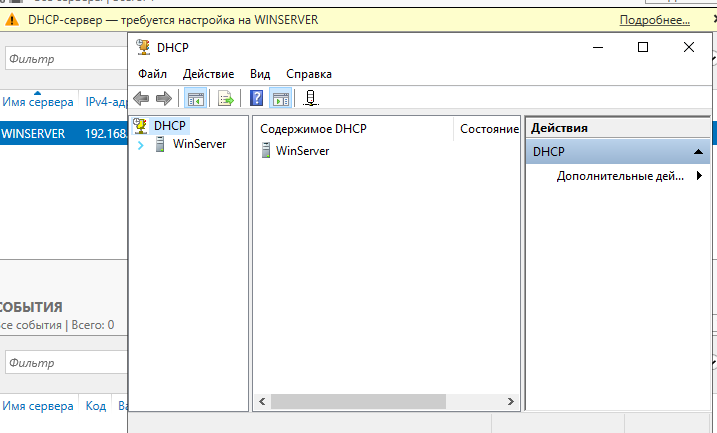 DHCP-сервер — требуется настройка на WINSERVER
Подробнее...
DHCP
Файл
Действие
Вид
Справка
Фильтр
Имя сервера
IPv4-адр
WINSERVER
192.168.
DHCP
WinServer
Содержимое DHCP
Состояние
WinServer
Действия
DHCP
Дополнительные дей...
СОБЫТИЯ
се события | Всего: 0
Фильтр
Имя сервера
Код